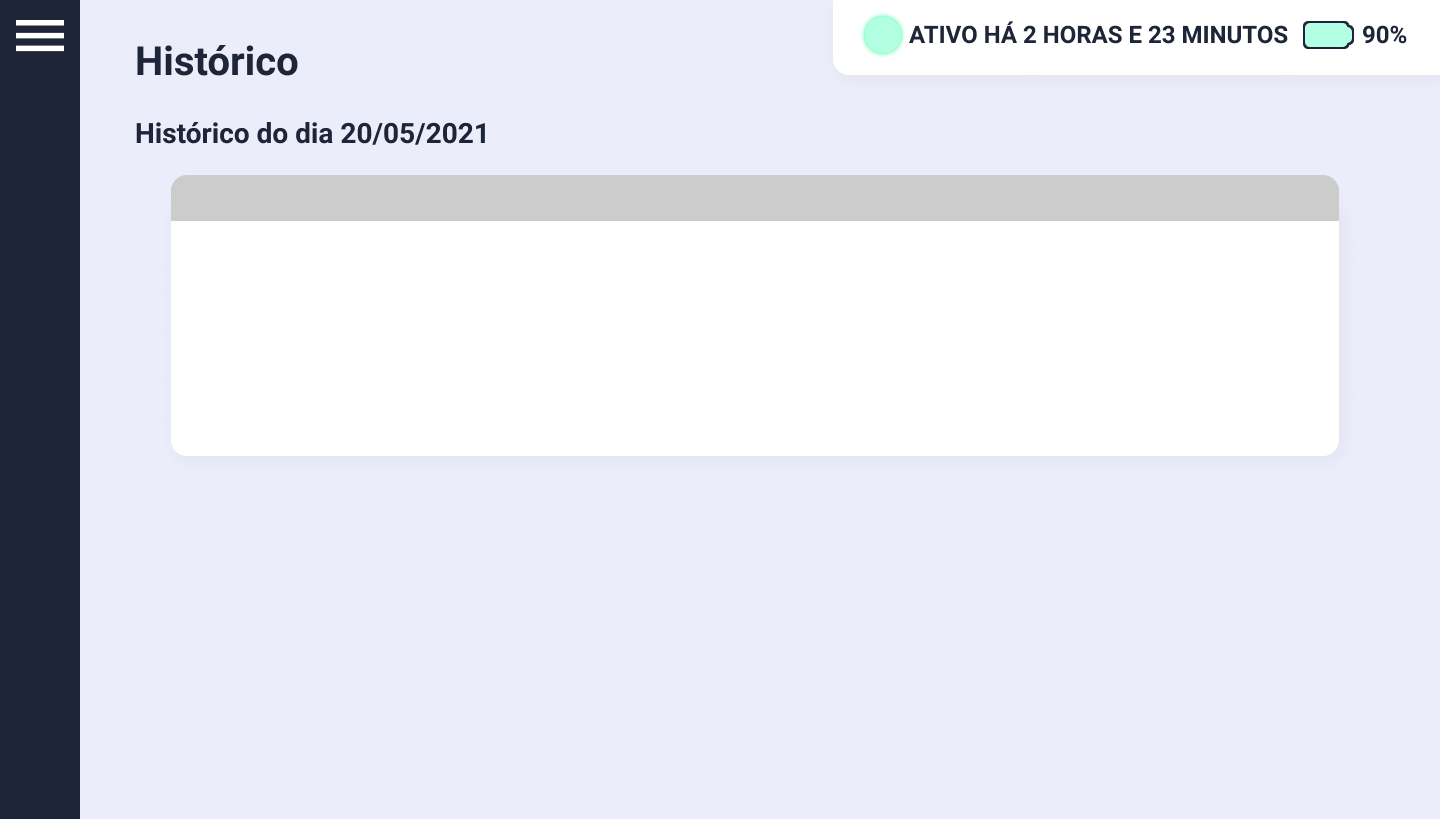 ATIVO HÁ 2 HORAS E 23 MINUTOS 90%
Histórico
Histórico do dia 20/05/2021